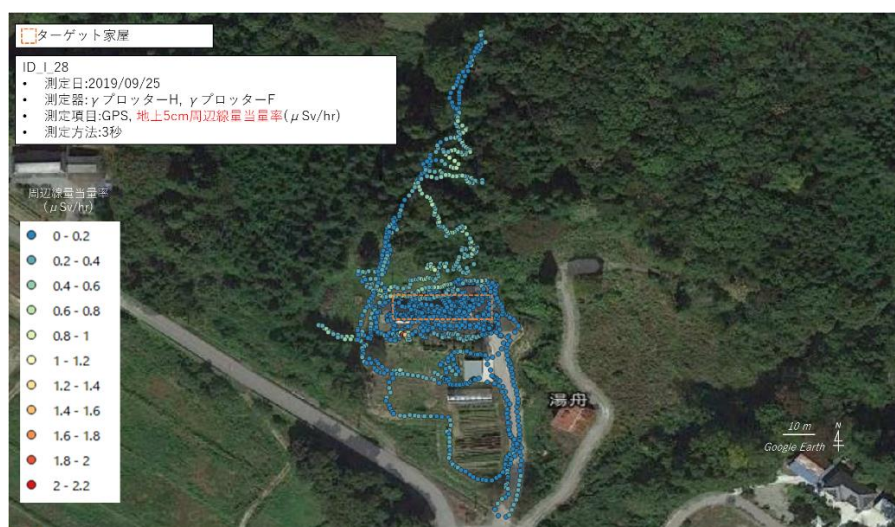 ターゲット家屋
ID_I_28
• 測定日:2019/09/25
• 測定器:γプロッターH, γプロッターF
• 測定項目:GPS, 地上5cm周辺線量当量率(μSv/hr)
• 測定方法:3秒
周辺線量当量率
(μSv/hr)
0 - 0.2
0.2 - 0.4
0.4 - 0.6
0.6 - 0.8
0.8 - 1
1 - 1.2
1.2 - 1.4
1.4 - 1.6
1.6 - 1.8
1.8 - 2
2 - 2.2
湯舟
10 m
N
Google Earth